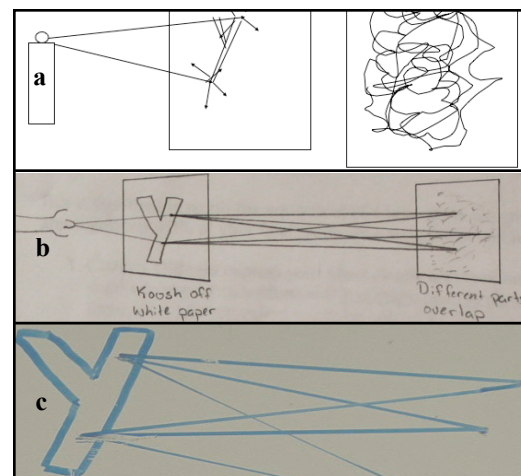 a
b
Koosh off
white paper
Different part
overlap
c